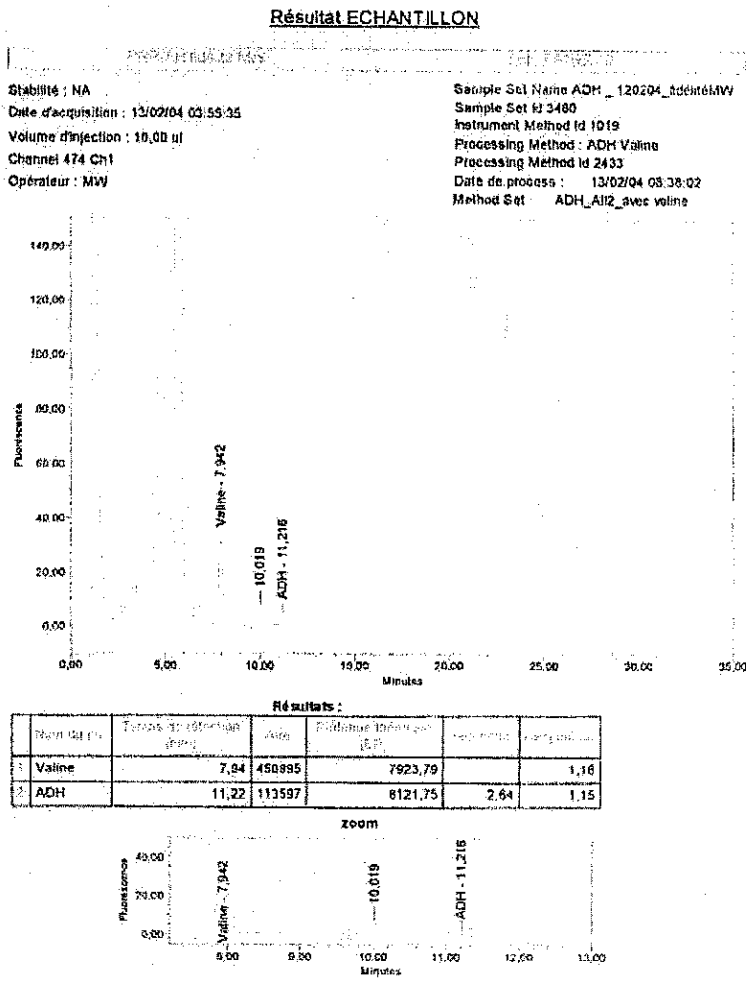 Résultat ECHANTILLON
Stabilité : NA
Date d'acquisition : 13/02/04 03:55:35
Volume d'injection : 10,00 ul
Channel 474 Ch1
Opérateur : MW
Sample Set Name ADH _ 120204_
Sample Set Id 3480
Instrument Method Id 1019
Processing Method : ADH Valine
Processing Method Id 2433
Date de process : 13/02/04 08:38:02
Method Set ADH_All2_avec valine
Fluorescence
140,00
120,00
100,00
80,00
60,00
40,00
20,00
0,00
Valine - 7,942
10,019
ADH - 11,216
0,00 5,00 10,00 15,00 20,00 25,00 30,00 35,00
Minutes
Résultats :
Aire
1 Valine 7,94 450895 7923,79 1,16
2 ADH 11,22 113597 8121,75 2,64 1,15
zoom
Fluorescence
40,00
20,00
0,00
Valine - 7,942
10,019
ADH - 11,216
8,00 9,00 10,00 11,00 12,00 13,00
Minutes